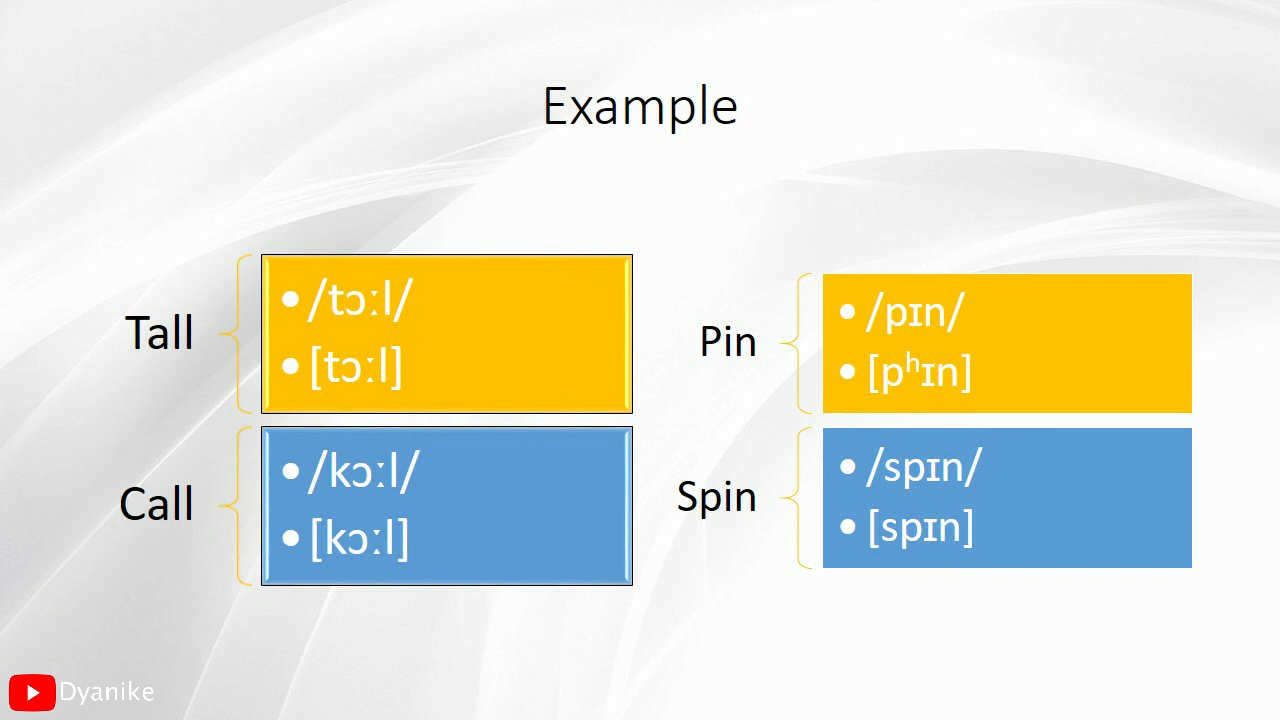 Example
Tall
• /tɔːl/
• [tɔːl]
Call
• /kɔːl/
• [kɔːl]
Pin
• /pɪn/
• [pʰɪn]
Spin
• /spɪn/
• [spɪn]
Dyanike